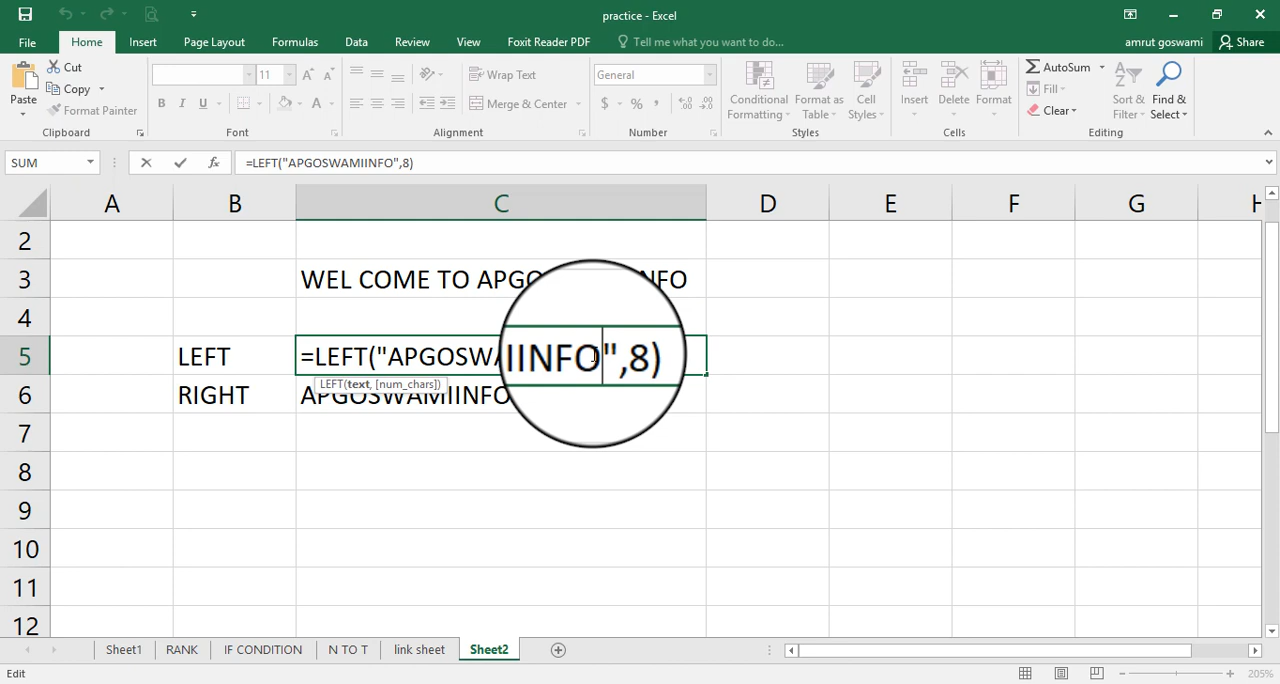 practice - Excel
File Home Insert Page Layout Formulas Data Review View Foxit Reader PDF Tell me what you want to do... amrut goswami Share
Paste
Cut
Copy
Format Painter
Clipboard
11
A A
B I U A
Font
Wrap Text
Merge & Center
Alignment
General
$ % ,
Number
Conditional Formatting
Format as Table
Cell Styles
Styles
Insert Delete Format
Cells
AutoSum
Fill
Clear
Sort & Filter
Find & Select
Editing
SUM fx =LEFT("APGOSWAMIINFO",8)
A B C D E F G H
2
3 WEL COME TO APGO NFO
4
5 LEFT =LEFT("APGOSWAIINFO",8)
LEFT(text, [num_chars])
6 RIGHT APGOSWAMIINFO
7
8
9
10
11
12
Sheet1 RANK IF CONDITION N TO T link sheet Sheet2
Edit 205%